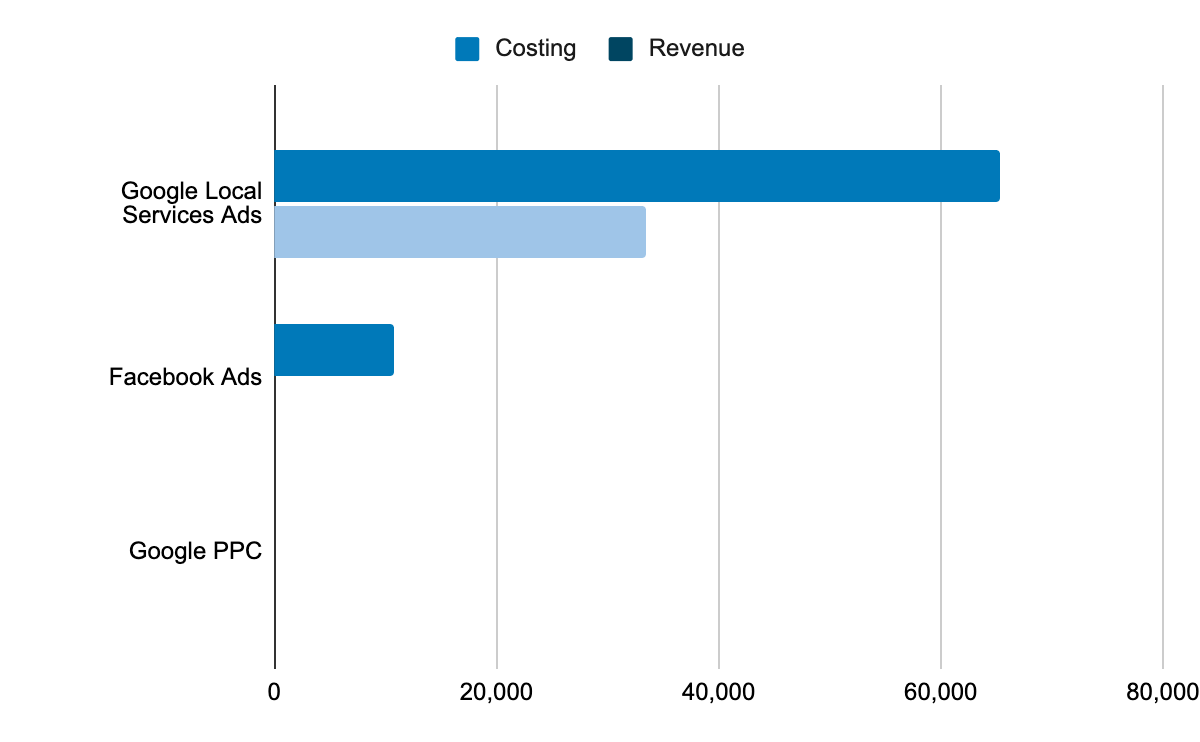 Costing Revenue
Google Local
Services Ads
Facebook Ads
Google PPC
0 20,000 40,000 60,000 80,000